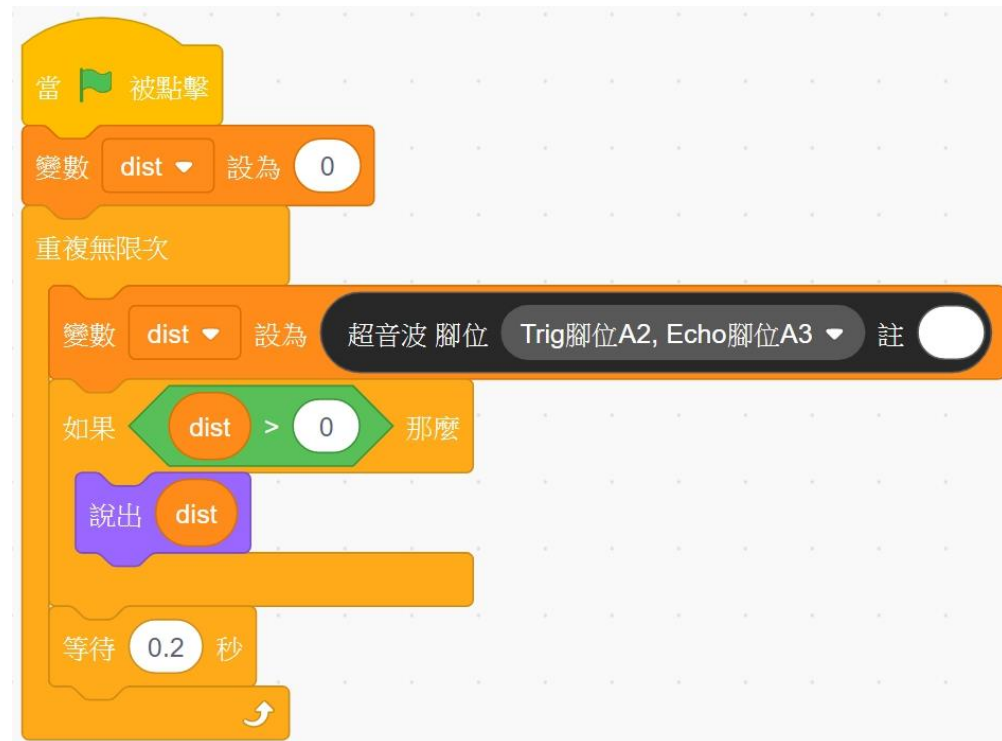 當 被點擊
變數 dist 設為 0
重複無限次
變數 dist 設為 超音波 腳位 Trig腳位A2, Echo腳位A3 註
如果 dist > 0 那麼
說出 dist
等待 0.2 秒